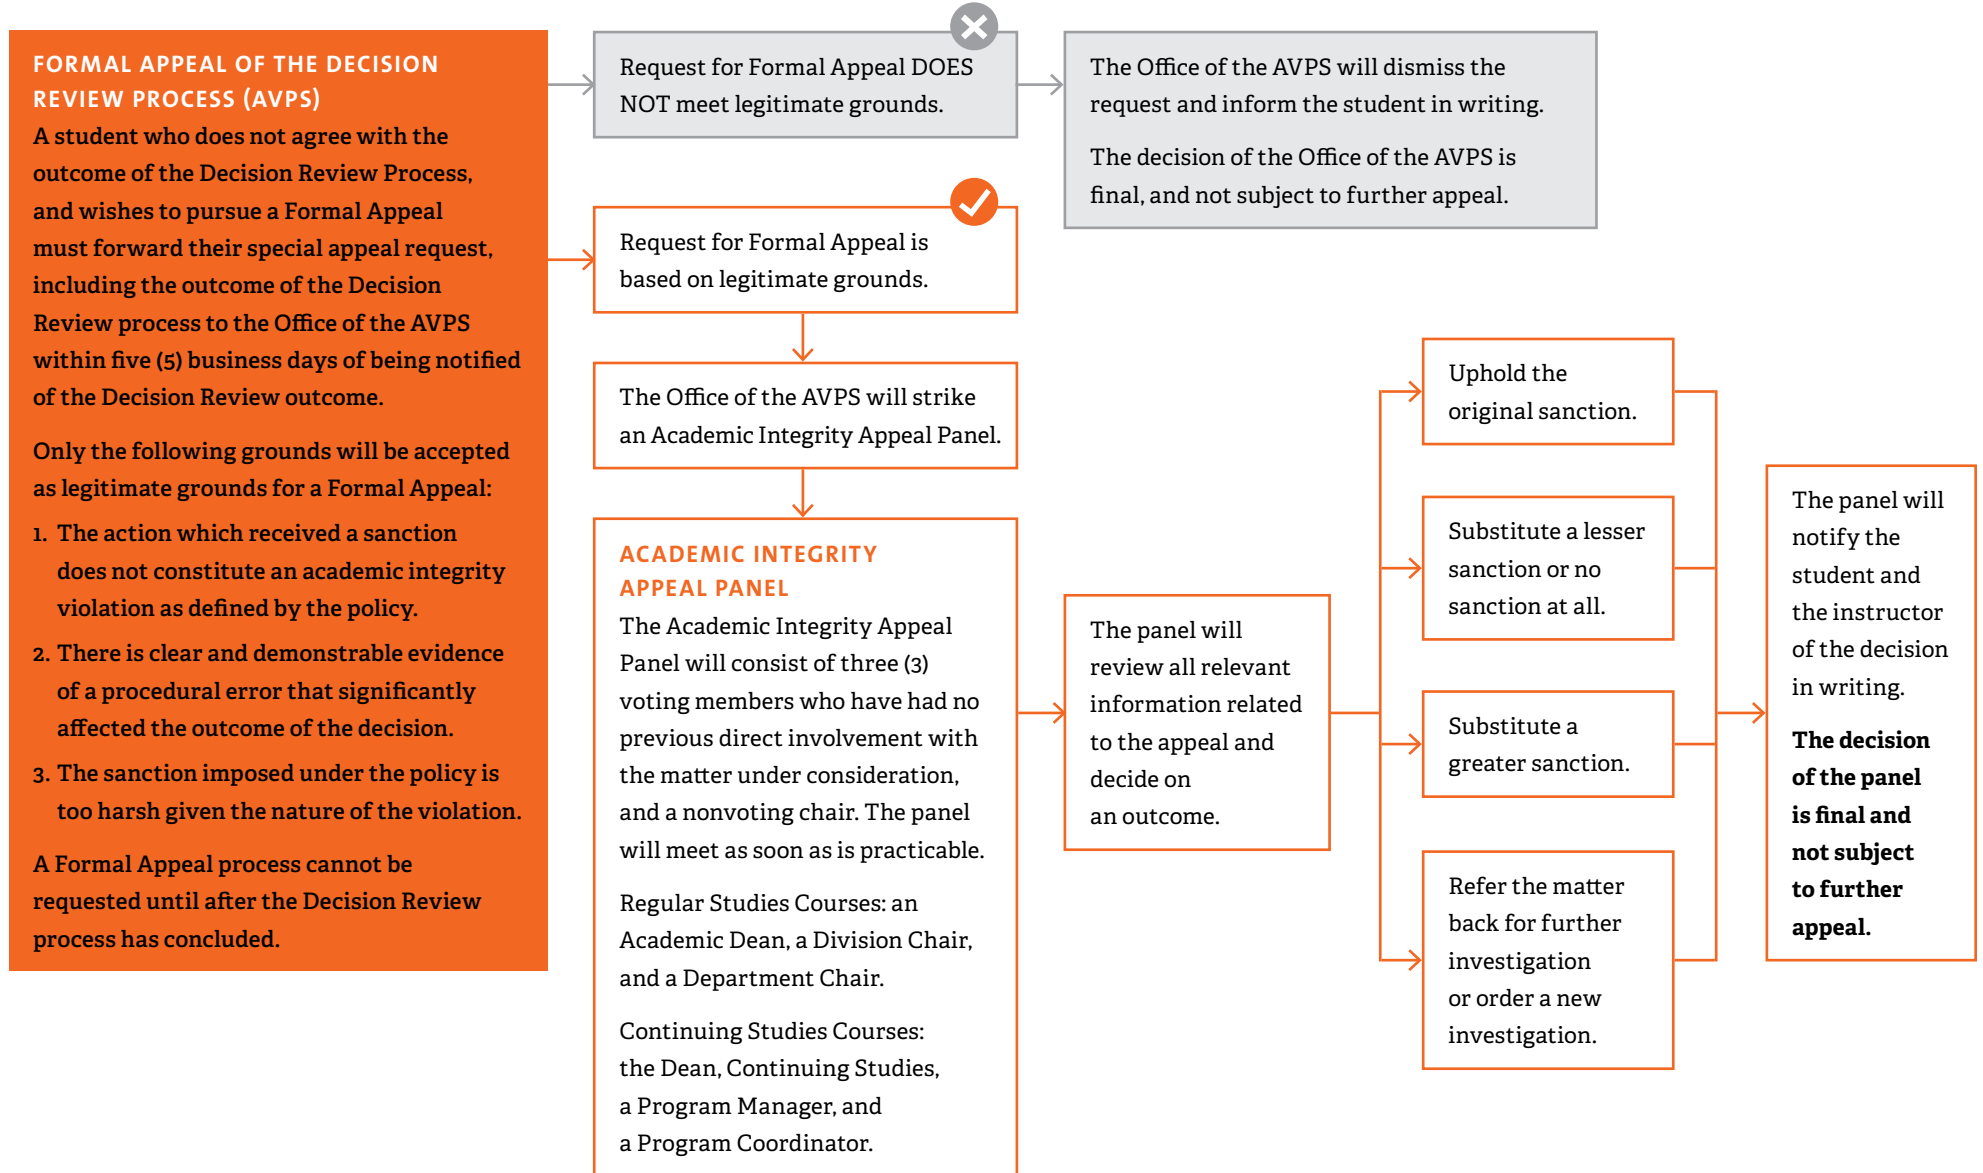 FORMAL APPEAL OF THE DECISION
REVIEW PROCESS (AVPS)
A student who does not agree with the
outcome of the Decision Review Process,
and wishes to pursue a Formal Appeal
must forward their special appeal request,
including the outcome of the Decision
Review process to the Office of the AVPS
within five (5) business days of being notified
of the Decision Review outcome.
Only the following grounds will be accepted
as legitimate grounds for a Formal Appeal:
1. The action which received a sanction
does not constitute an academic integrity
violation as defined by the policy.
2. There is clear and demonstrable evidence
of a procedural error that significantly
affected the outcome of the decision.
3. The sanction imposed under the policy is
too harsh given the nature of the violation.
A Formal Appeal process cannot be
requested until after the Decision Review
process has concluded.
Request for Formal Appeal DOES
NOT meet legitimate grounds.
The Office of the AVPS will dismiss the
request and inform the student in writing.
The decision of the Office of the AVPS is
final, and not subject to further appeal.
Request for Formal Appeal is
based on legitimate grounds.
The Office of the AVPS will strike
an Academic Integrity Appeal Panel.
ACADEMIC INTEGRITY
APPEAL PANEL
The Academic Integrity Appeal
Panel will consist of three (3)
voting members who have had no
previous direct involvement with
the matter under consideration,
and a nonvoting chair. The panel
will meet as soon as is practicable.
Regular Studies Courses: an
Academic Dean, a Division Chair,
and a Department Chair.
Continuing Studies Courses:
the Dean, Continuing Studies,
a Program Manager, and
a Program Coordinator.
The panel will
review all relevant
information related
to the appeal and
decide on
an outcome.
Uphold the
original sanction.
Substitute a lesser
sanction or no
sanction at all.
Substitute a
greater sanction.
Refer the matter
back for further
investigation
or order a new
investigation.
The panel will
notify the
student and
the instructor
of the decision
in writing.
The decision
of the panel
is final and
not subject
to further
appeal.